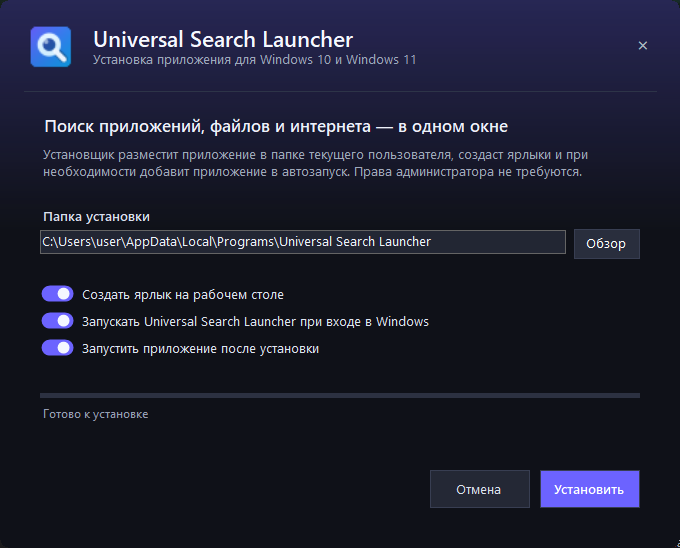 Universal Search Launcher
Установка приложения для Windows 10 и Windows 11
Поиск приложений, файлов и интернета — в одном окне
Установщик разместит приложение в папке текущего пользователя, создаст ярлыки и при
необходимости добавит приложение в автозапуск. Права администратора не требуются.
Папка установки
C:\Users\user\AppData\Local\Programs\Universal Search Launcher
Обзор
Создать ярлык на рабочем столе
Запускать Universal Search Launcher при входе в Windows
Запустить приложение после установки
Готово к установке
Отмена
Установить